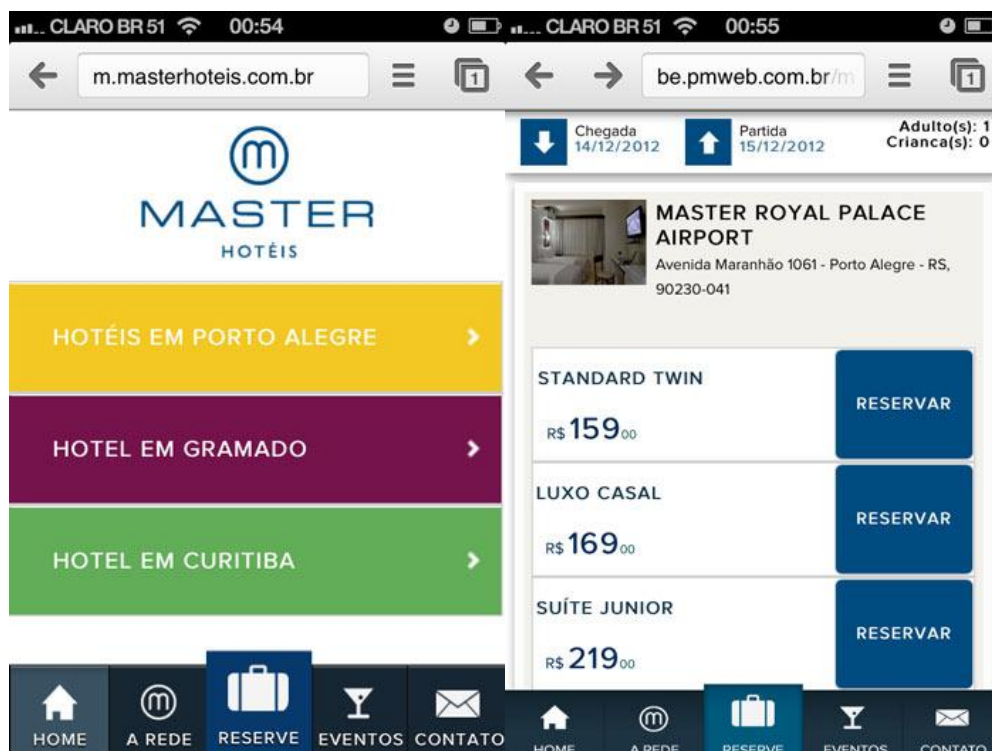 CLARO BR 51 00:54
m.masterhoteis.com.br 1
m
MASTER
HOTÉIS
HOTÉIS EM PORTO ALEGRE
HOTEL EM GRAMADO
HOTEL EM CURITIBA
HOME A REDE RESERVE EVENTOS CONTATO
CLARO BR 51 00:55
be.pmweb.com.br/m 1
Chegada
14/12/2012
Partida
15/12/2012
Adulto(s): 1
Crianca(s): 0
MASTER ROYAL PALACE
AIRPORT
Avenida Maranhão 1061 - Porto Alegre - RS,
90230-041
STANDARD TWIN
R$ 159 00
RESERVAR
LUXO CASAL
R$ 169 00
RESERVAR
SUÍTE JUNIOR
R$ 219 00
RESERVAR
HOME A REDE RESERVE EVENTOS CONTATO